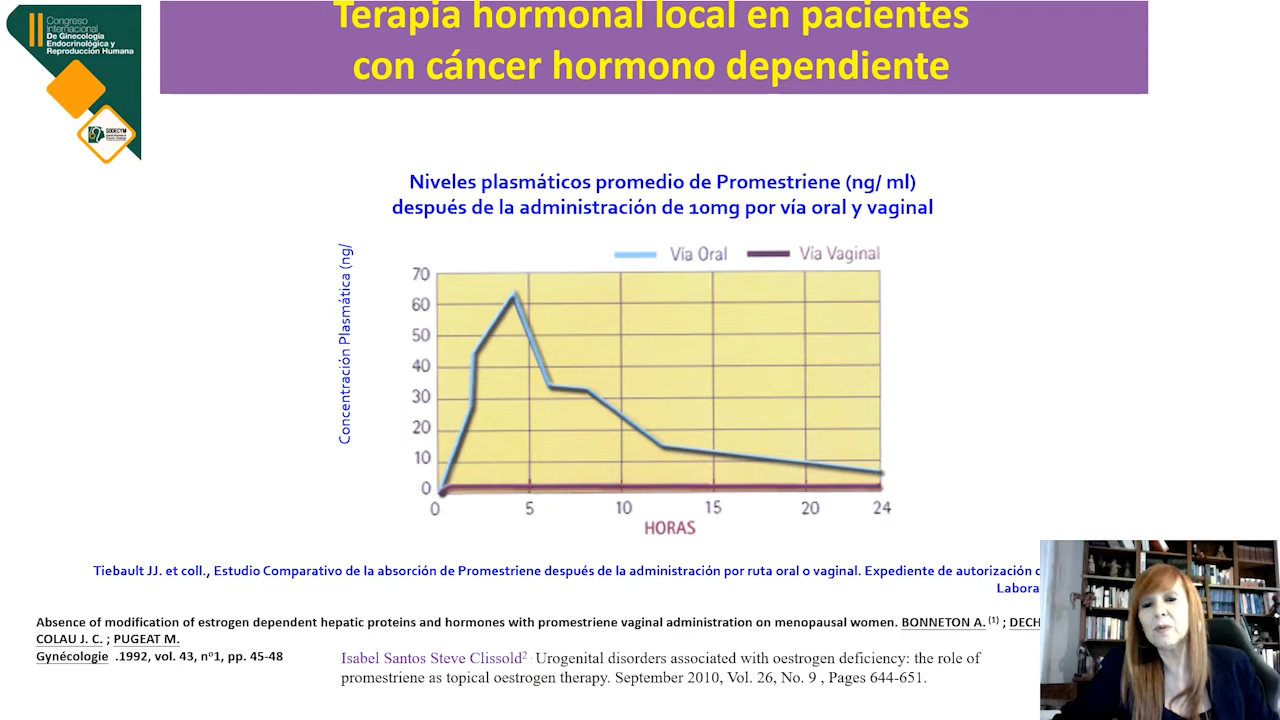 Congreso
Internacional
De Ginecología
Endocrinológica y
Reproducción Humana
SODECYM
Terapia hormonal local en pacientes
con cáncer hormono dependiente
Niveles plasmáticos promedio de Promestriene (ng/ ml)
después de la administración de 10mg por vía oral y vaginal
Concentración Plasmática (ng/
Via Oral Via Vaginal
70
60
50
40
30
20
10
0
0 5 10 15 20 24
HORAS
Tiebault JJ. et coll., Estudio Comparativo de la absorción de Promestriene después de la administración por ruta oral o vaginal. Expediente de autorización
Labora
Absence of modification of estrogen dependent hepatic proteins and hormones with promestriene vaginal administration on menopausal women. BONNETON A. (1) ; DECH
COLAU J. C. ; PUGEAT M.
Gynécologie .1992, vol. 43, nº1, pp. 45-48
Isabel Santos Steve Clissold2 Urogenital disorders associated with oestrogen deficiency: the role of
promestriene as topical oestrogen therapy. September 2010, Vol. 26, No. 9 , Pages 644-651.